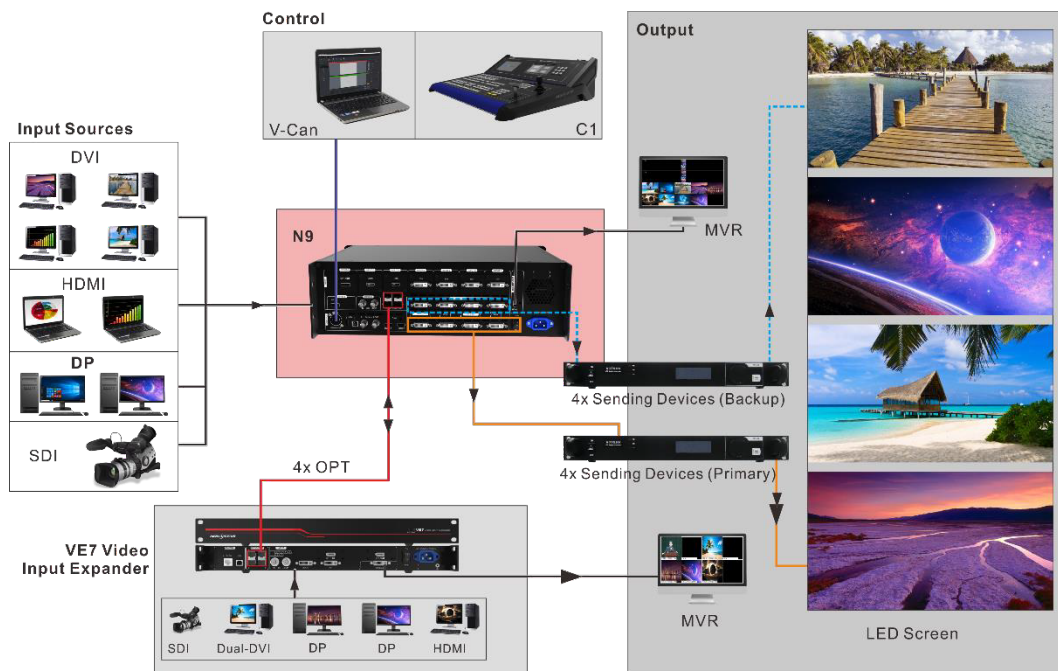 Control
V-Can
C1
Output
Input Sources
DVI
HDMI
DP
SDI
N9
MVR
4x Sending Devices (Backup)
4x Sending Devices (Primary)
4x OPT
VE7 Video
Input Expander
VE7
SDI
Dual-DVI
DP
DP
HDMI
MVR
LED Screen